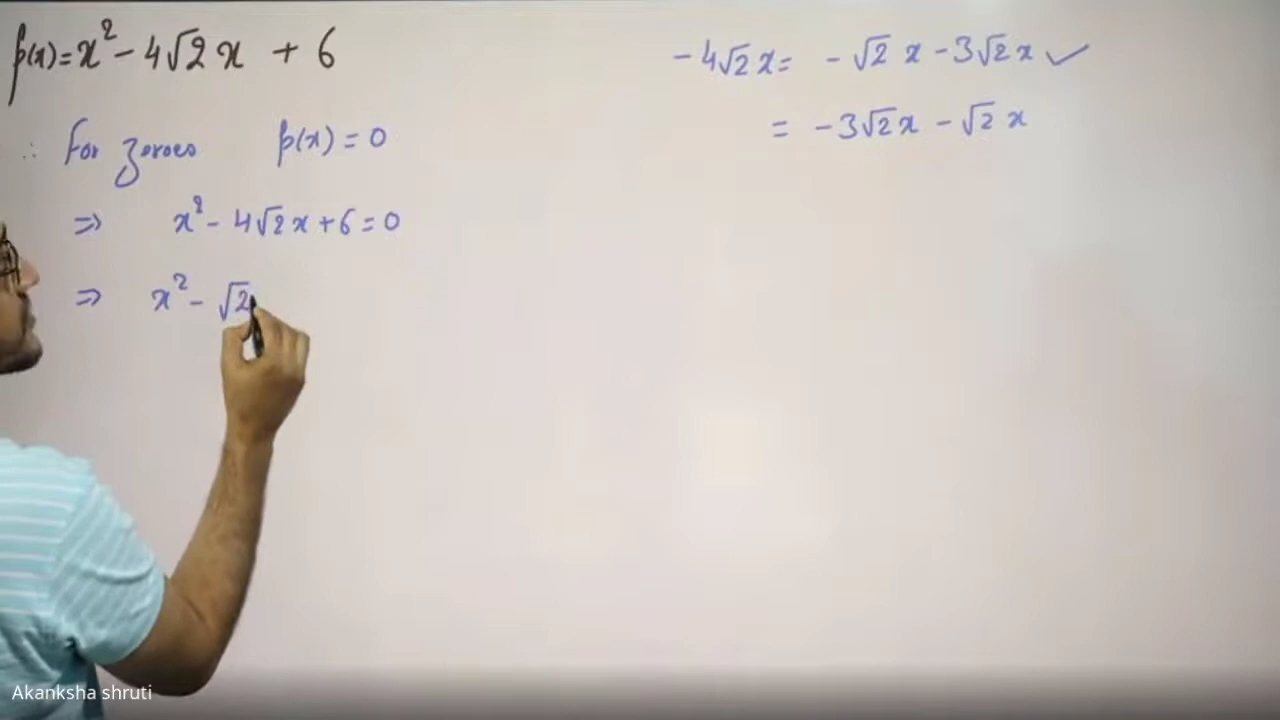 p(x) = x² - 4√2 x + 6
∴ For zeroes p(x) = 0
⇒ x² - 4√2 x + 6 = 0
⇒ x² - √2
-4√2 x = - √2 x - 3√2 x ✓
= -3√2 x - √2 x
Akanksha shruti